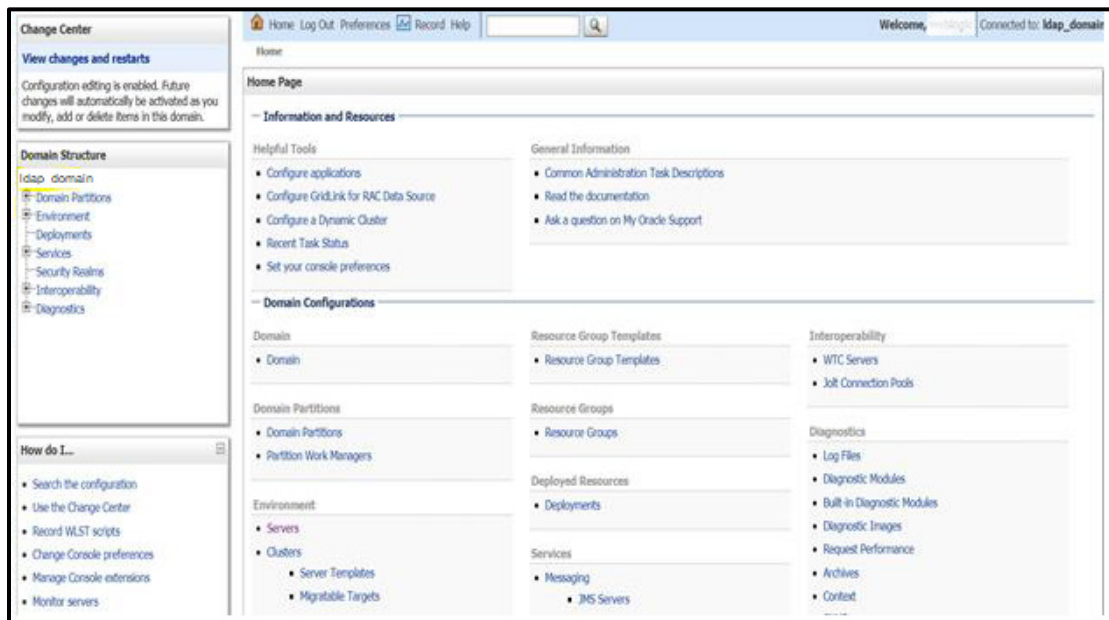 Change Center
View changes and restarts
Configuration editing is enabled. Future
changes will automatically be activated as you
modify, add or delete items in this domain.
Domain Structure
ldap_domain
Domain Partitions
Environment
Deployments
Services
Security Realms
Interoperability
Diagnostics
How do I...
Search the configuration
Use the Change Center
Record WLST scripts
Change Console preferences
Manage Console extensions
Monitor servers
Home Log Out Preferences Record Help
Welcome, Connected to: ldap_domain
Home
Home Page
Information and Resources
Helpful Tools
Configure applications
Configure GridLink for RAC Data Source
Configure a Dynamic Cluster
Recent Task Status
Set your console preferences
General Information
Common Administration Task Descriptions
Read the documentation
Ask a question on My Oracle Support
Domain Configurations
Domain
Domain
Domain Partitions
Domain Partitions
Partition Work Managers
Environment
Servers
Clusters
Server Templates
Migratable Targets
Resource Group Templates
Resource Group Templates
Resource Groups
Resource Groups
Deployed Resources
Deployments
Services
Messaging
JMS Servers
Interoperability
WTC Servers
Jolt Connection Pools
Diagnostics
Log Files
Diagnostic Modules
Built-in Diagnostic Modules
Diagnostic Images
Request Performance
Archives
Context